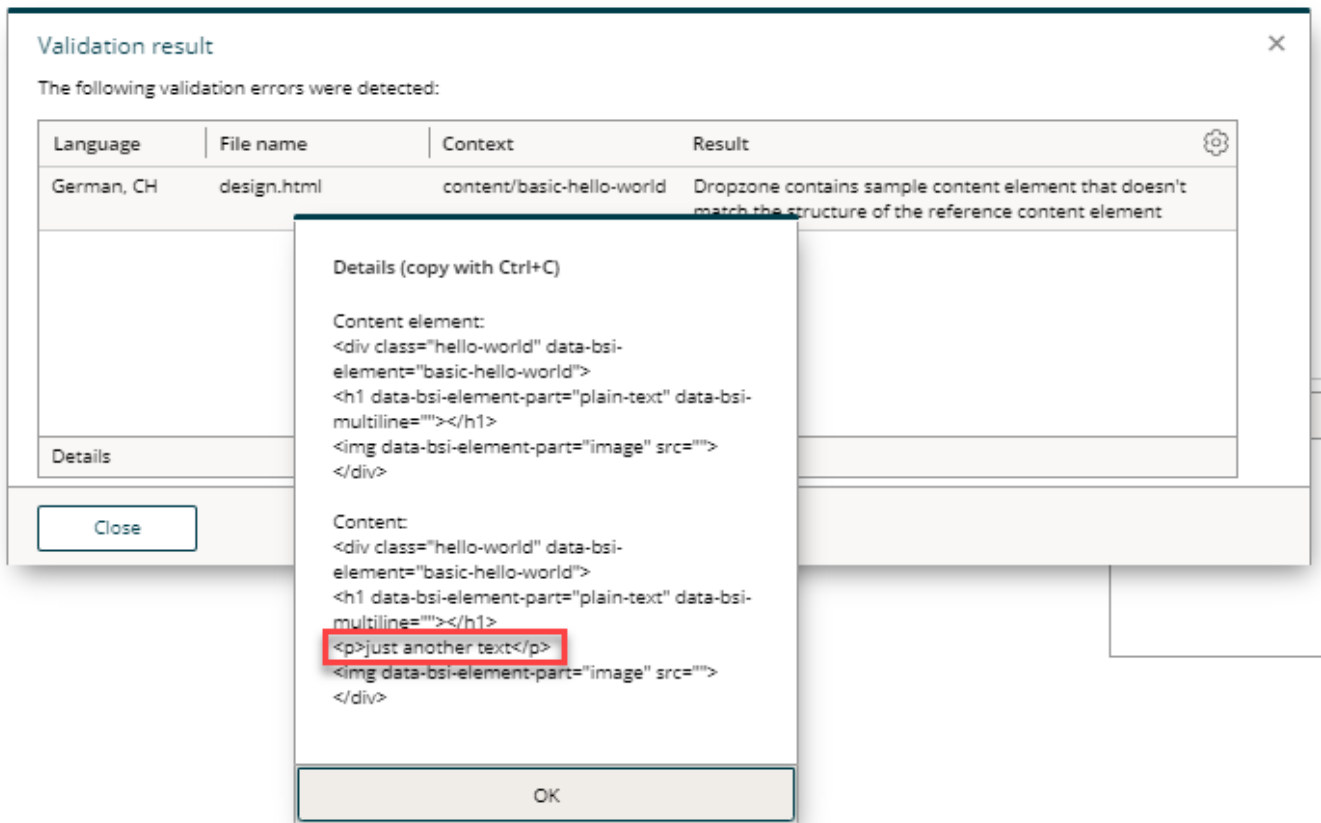 Validation result
The following validation errors were detected:
Language File name Context Result
German, CH design.html content/basic-hello-world Dropzone contains sample content element that doesn't
match the structure of the reference content element
Details (copy with Ctrl+C)
Content element:
<div class="hello-world" data-bsi-
element="basic-hello-world">
<h1 data-bsi-element-part="plain-text" data-bsi-
multiline=""></h1>
<img data-bsi-element-part="image" src="">
</div>
Content:
<div class="hello-world" data-bsi-
element="basic-hello-world">
<h1 data-bsi-element-part="plain-text" data-bsi-
multiline=""></h1>
<p>just another text</p>
<img data-bsi-element-part="image" src="">
</div>
OK
Details
Close